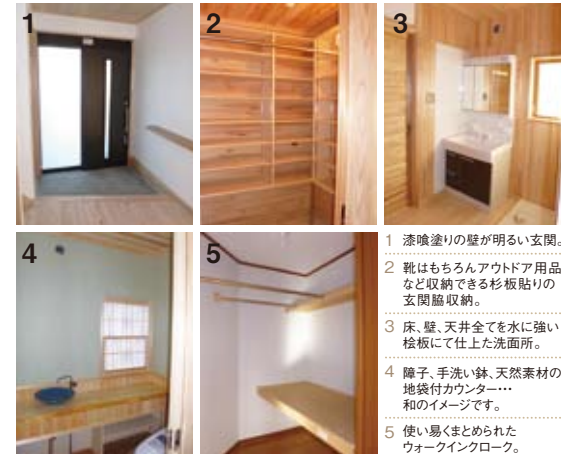 1
2
3
4
5
1 漆喰塗りの壁が明るい玄関。
2 靴はもちろんアウトドア用品
など収納できる杉板貼りの
玄関脇収納。
3 床、壁、天井全てを水に強い
桧板にて仕上た洗面所。
4 障子、手洗い鉢、天然素材の
地袋付カウンター…
和のイメージです。
5 使い易くまとめられた
ウォークインクローク。